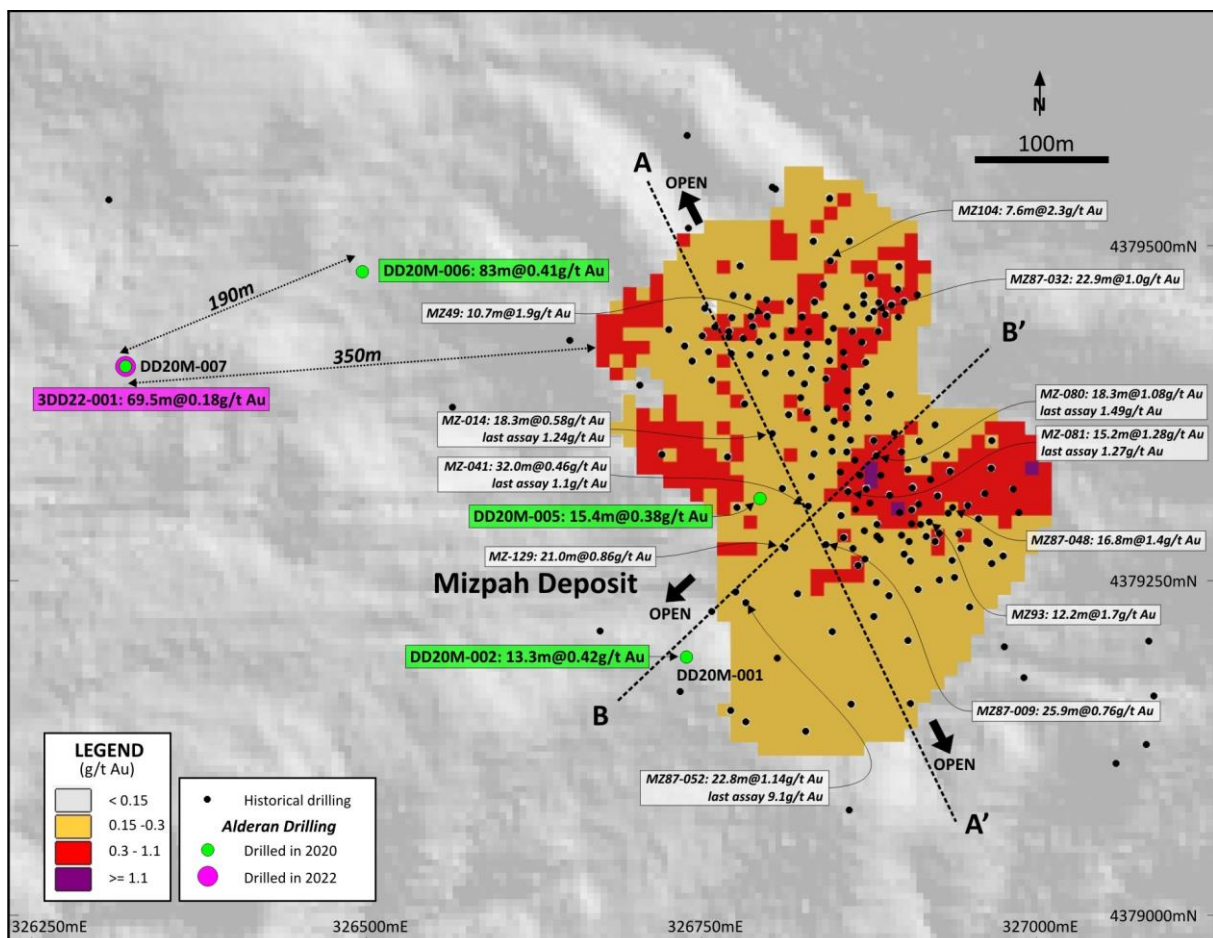 A
OPEN
N
100m
MZ104: 7.6m@2.3g/t Au
4379500mN
DD20M-006: 83m@0.41g/t Au
190m
MZ87-032: 22.9m@1.0g/t Au
MZ49: 10.7m@1.9g/t Au
B’
350m
DD20M-007
3DD22-001: 69.5m@0.18g/t Au
MZ-080: 18.3m@1.08g/t Au
last assay 1.49g/t Au
MZ-014: 18.3m@0.58g/t Au
last assay 1.24g/t Au
MZ-081: 15.2m@1.28g/t Au
last assay 1.27g/t Au
MZ-041: 32.0m@0.46g/t Au
last assay 1.1g/t Au
DD20M-005: 15.4m@0.38g/t Au
MZ87-048: 16.8m@1.4g/t Au
MZ-129: 21.0m@0.86g/t Au
Mizpah Deposit
4379250mN
OPEN
MZ93: 12.2m@1.7g/t Au
DD20M-002: 13.3m@0.42g/t Au
DD20M-001
B
MZ87-009: 25.9m@0.76g/t Au
OPEN
MZ87-052: 22.8m@1.14g/t Au
last assay 9.1g/t Au
A’
LEGEND
(g/t Au)
< 0.15
0.15 -0.3
0.3 - 1.1
>= 1.1
Historical drilling
Alderan Drilling
Drilled in 2020
Drilled in 2022
4379000mN
326250mE
326500mE
326750mE
327000mE